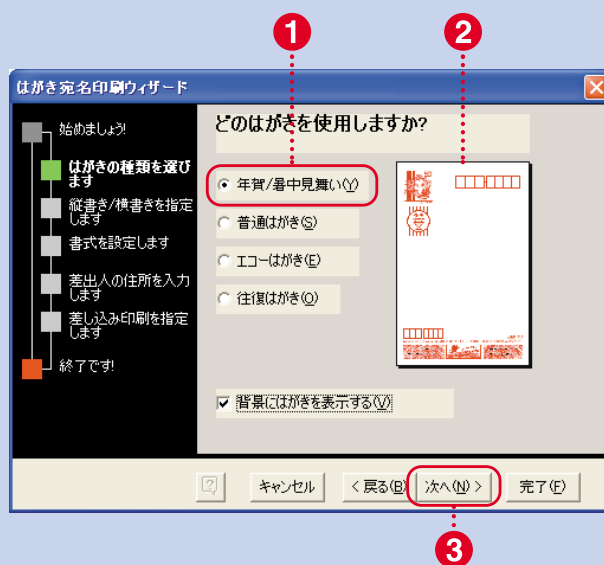 1
2
はがき宛名印刷ウィザード
始めましょう!
はがきの種類を選び
ます
縦書き/横書きを指定
します
書式を設定します
差出人の住所を入力
します
差し込み印刷を指定
します
終了です!
どのはがきを使用しますか?
年賀/暑中見舞い(Y)
普通はがき(S)
エコーはがき(E)
往復はがき(O)
背景にはがきを表示する(V)
キャンセル
< 戻る(B)
次へ(N) >
完了(F)
3